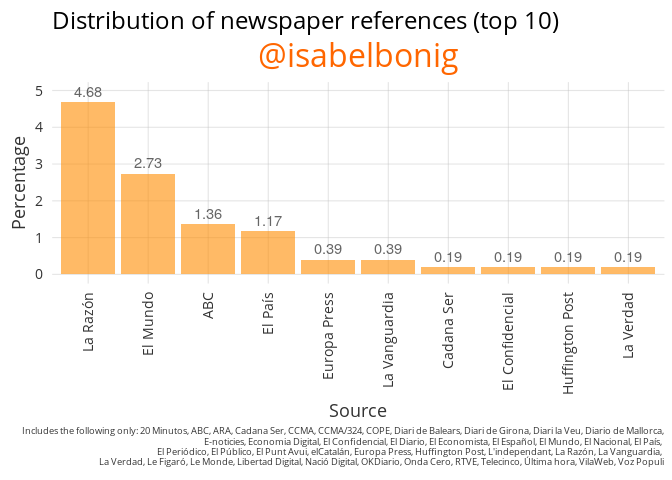 Distribution of newspaper references (top 10)
@isabelbonig
Percentage
5
4
3
2
1
0
4.68
2.73
1.36
1.17
0.39
0.39
0.19
0.19
0.19
0.19
La Razón
El Mundo
ABC
El País
Europa Press
La Vanguardia
Cadana Ser
El Confidencial
Huffington Post
La Verdad
Source
Includes the following only: 20 Minutos, ABC, ARA, Cadana Ser, CCMA, CCMA/324, COPE, Diari de Balears, Diari de Girona, Diari la Veu, Diario de Mallorca,
E-noticies, Economia Digital, El Confidencial, El Diario, El Economista, El Español, El Mundo, El Nacional, El País,
El Periódico, El Público, El Punt Avui, elCatalán, Europa Press, Huffington Post, L'independant, La Razón, La Vanguardia,
La Verdad, Le Figaró, Le Monde, Libertad Digital, Nació Digital, OKDiario, Onda Cero, RTVE, Telecinco, Última hora, VilaWeb, Voz Populi